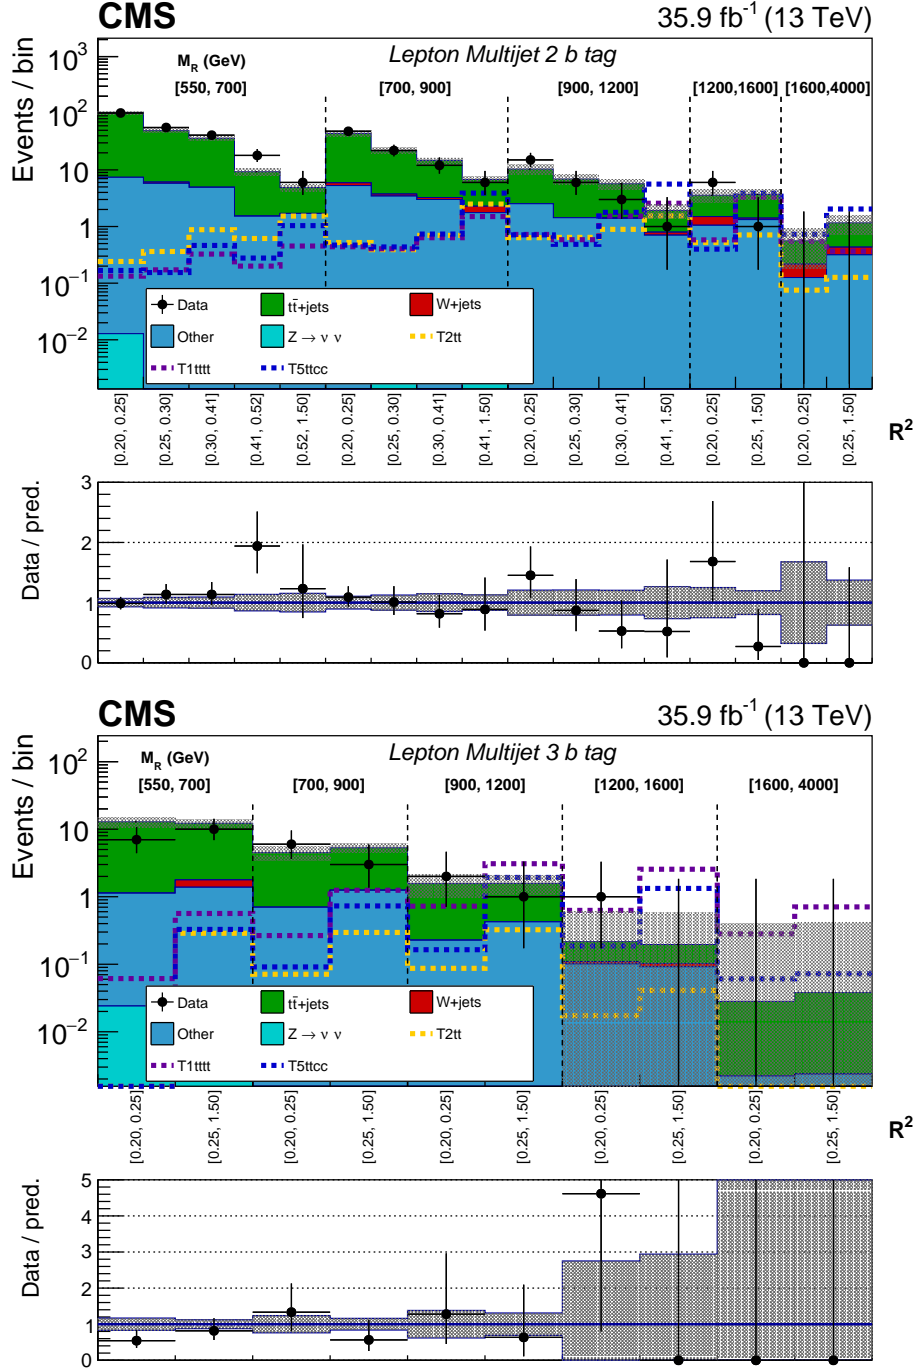 CMS 35.9 fb⁻¹ (13 TeV)
Events / bin
10³
10²
10
1
10⁻¹
10⁻²
M_R (GeV) Lepton Multijet 2 b tag
[550, 700] [700, 900] [900, 1200] [1200,1600] [1600,4000]
Data tt̄+jets W+jets
Other Z → ν ν T2tt
T1tttt T5ttcc
[0.20, 0.25] [0.25, 0.30] [0.30, 0.41] [0.41, 0.52] [0.52, 1.50] [0.20, 0.25] [0.25, 0.30] [0.30, 0.41] [0.41, 1.50] [0.20, 0.25] [0.25, 0.30] [0.30, 0.41] [0.41, 1.50] [0.20, 0.25] [0.25, 1.50] [0.20, 0.25] [0.25, 1.50]
R²
Data / pred.
3
2
1
0
CMS 35.9 fb⁻¹ (13 TeV)
Events / bin
10²
10
1
10⁻¹
10⁻²
M_R (GeV) Lepton Multijet 3 b tag
[550, 700] [700, 900] [900, 1200] [1200, 1600] [1600, 4000]
Data tt̄+jets W+jets
Other Z → ν ν T2tt
T1tttt T5ttcc
[0.20, 0.25] [0.25, 1.50] [0.20, 0.25] [0.25, 1.50] [0.20, 0.25] [0.25, 1.50] [0.20, 0.25] [0.25, 1.50] [0.20, 0.25] [0.25, 1.50]
R²
Data / pred.
5
4
3
2
1
0